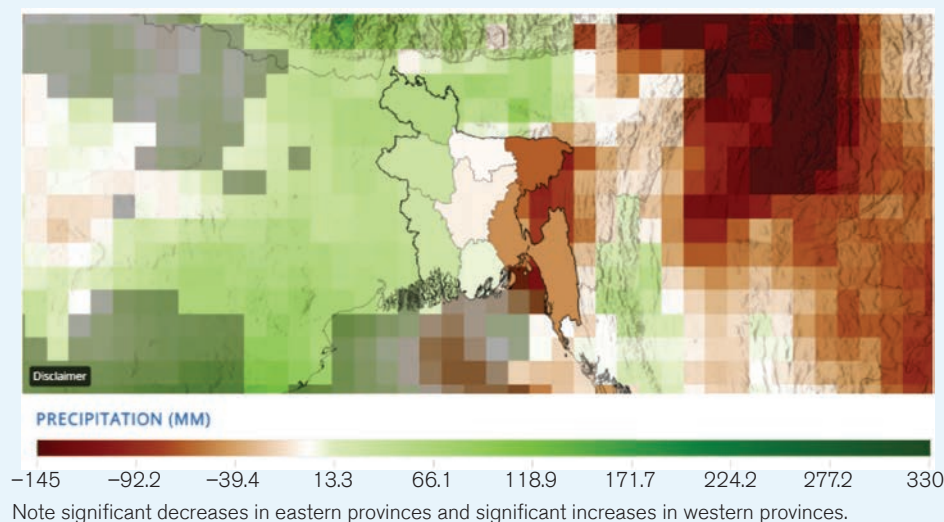 Disclaimer
PRECIPITATION (MM)
−145 −92.2 −39.4 13.3 66.1 118.9 171.7 224.2 277.2 330
Note significant decreases in eastern provinces and significant increases in western provinces.